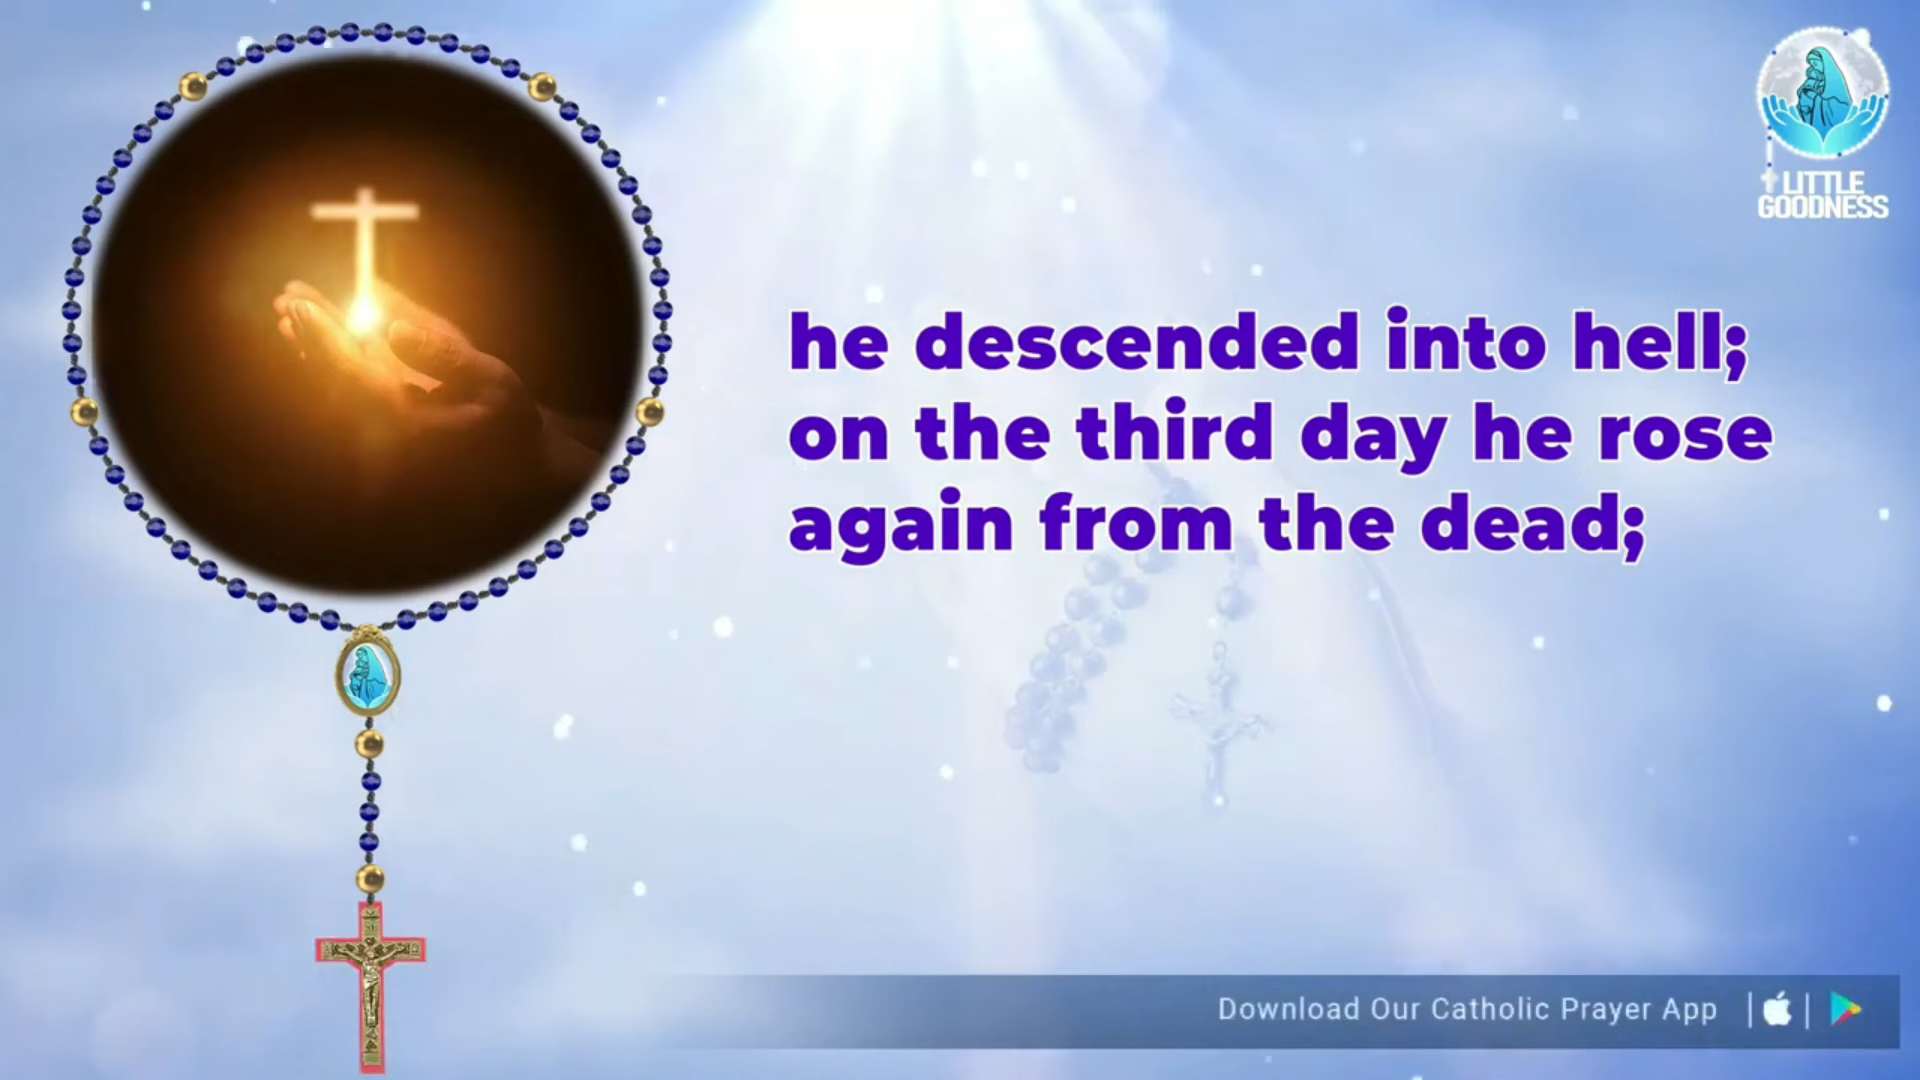 LITTLE
GOODNESS
he descended into hell;
on the third day he rose
again from the dead;
Download Our Catholic Prayer App